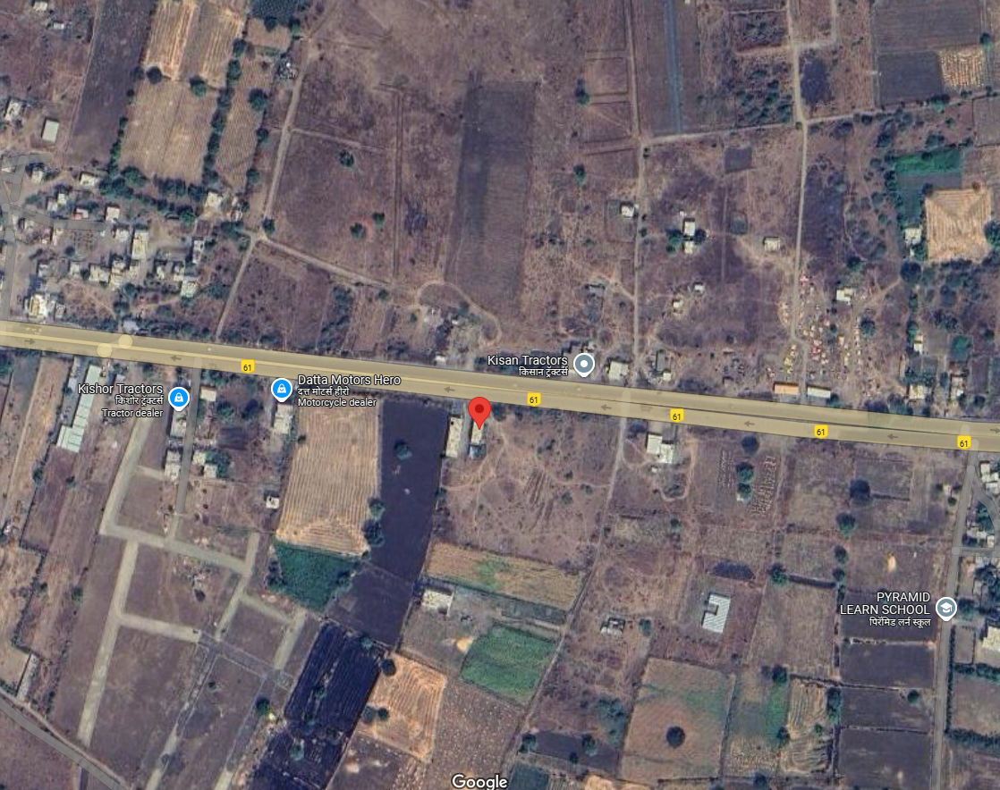 Kisan Tractors
किसान ट्रॅक्टर्स
61
Datta Motors Hero
दत्त मोटर्स हीरो
Motorcycle dealer
Kishor Tractors
किशोर ट्रॅक्टर्स
Tractor dealer
61
61
61
61
PYRAMID
LEARN SCHOOL
पिरॅमिड लर्न स्कूल
Google